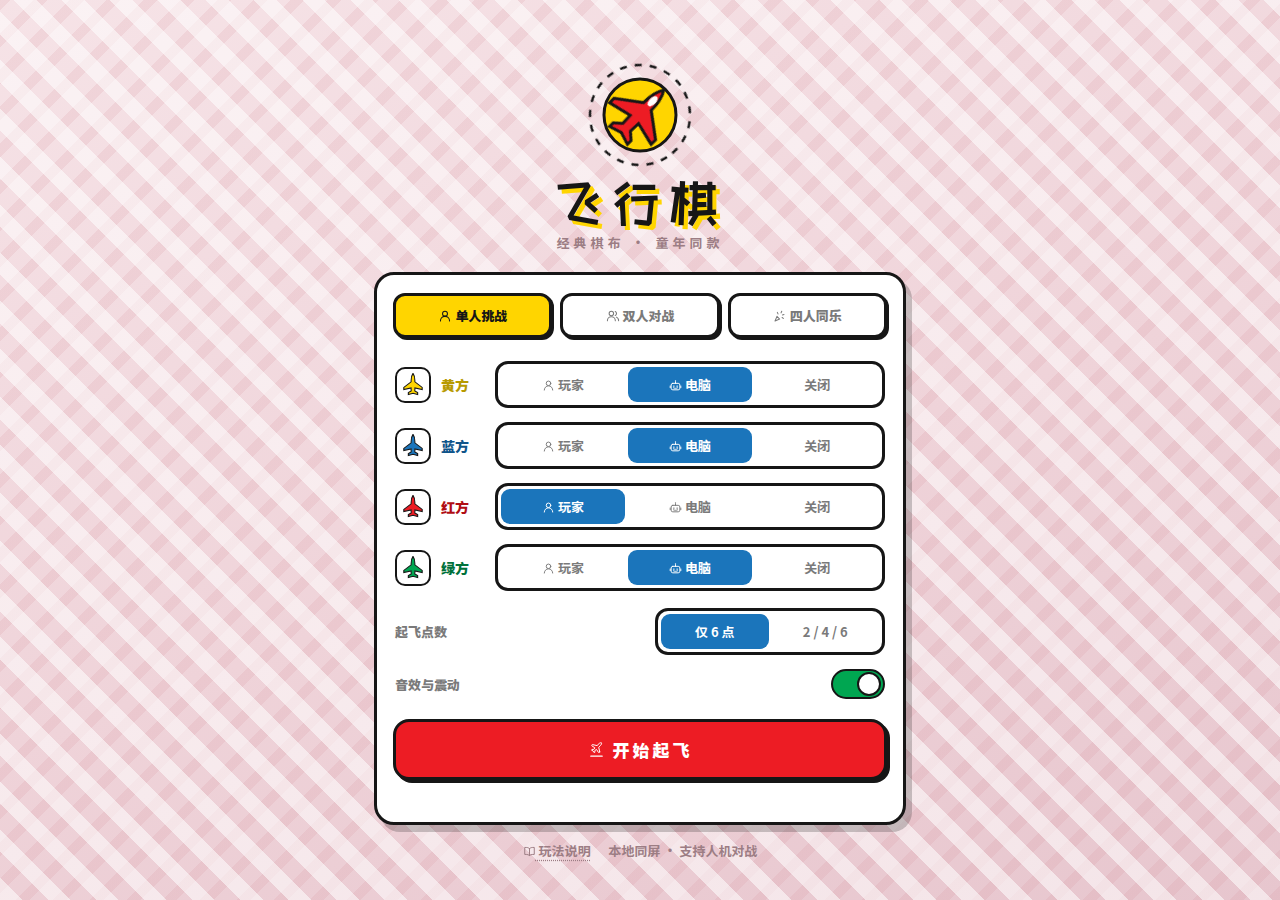 飞行棋
经典棋布 • 童年同款
单人挑战 双人对战 四人同乐
黄方 玩家 电脑 关闭
蓝方 玩家 电脑 关闭
红方 玩家 电脑 关闭
绿方 玩家 电脑 关闭
起飞点数 仅 6 点 2 / 4 / 6
音效与震动
开始起飞
玩法说明 本地同屏 • 支持人机对战